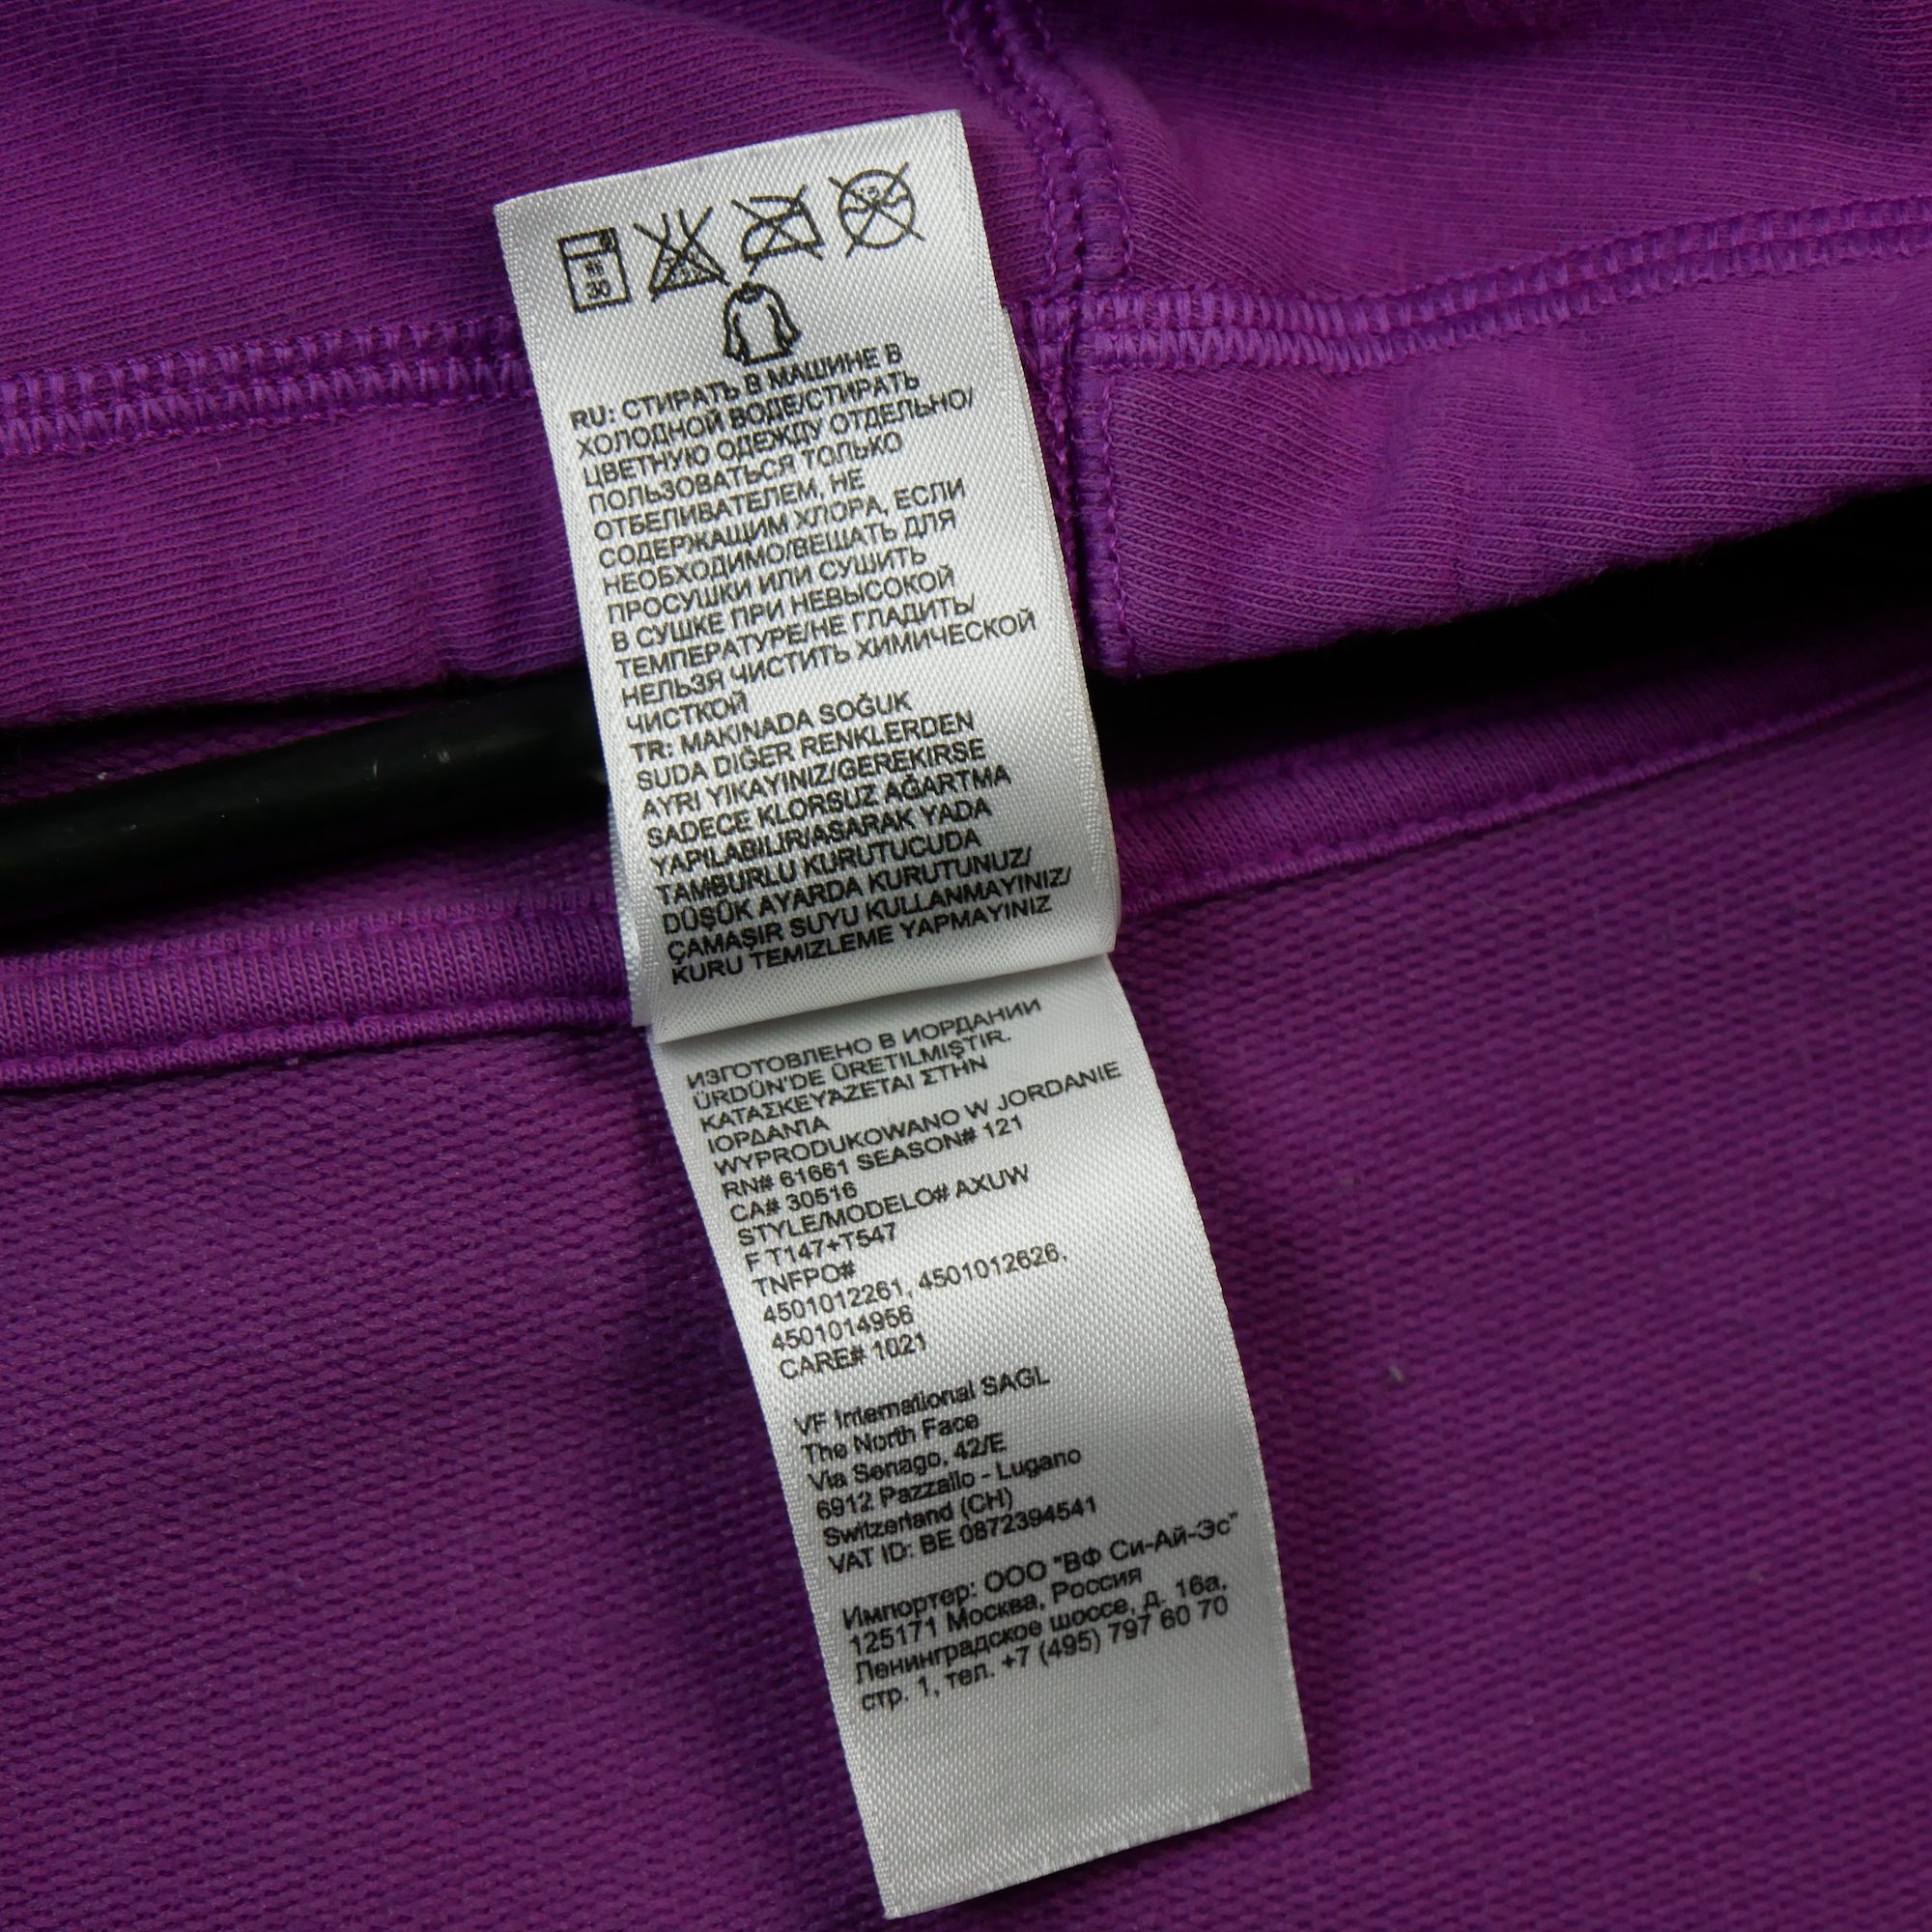 30
RU: СТИРАТЬ В МАШИНЕ В
ХОЛОДНОЙ ВОДЕ/СТИРАТЬ
ЦВЕТНУЮ ОДЕЖДУ ОТДЕЛЬНО/
ПОЛЬЗОВАТЬСЯ ТОЛЬКО
ОТБЕЛИВАТЕЛЕМ, НЕ
СОДЕРЖАЩИМ ХЛОРА, ЕСЛИ
НЕОБХОДИМО/ВЕШАТЬ ДЛЯ
ПРОСУШКИ ИЛИ СУШИТЬ
В СУШКЕ ПРИ НЕВЫСОКОЙ
ТЕМПЕРАТУРЕ/НЕ ГЛАДИТЬ/
НЕЛЬЗЯ ЧИСТИТЬ ХИМИЧЕСКОЙ
ЧИСТКОЙ
TR: MAKINADA SOĞUK
SUDA DIĞER RENKLERDEN
AYRI YIKAYINIZ/GEREKIRSE
SADECE KLORSUZ AĞARTMA
YAPILABILIR/ASARAK YADA
TAMBURLU KURUTUCUDA
DÜŞÜK AYARDA KURUTUNUZ/
ÇAMAŞIR SUYU KULLANMAYINIZ/
KURU TEMIZLEME YAPMAYINIZ
ИЗГОТОВЛЕНО В ИОРДАНИИ
ÜRDÜN'DE ÜRETILMIŞTIR.
ΚΑΤΑΣΚΕΥΆΖΕΤΑΙ ΣΤΗΝ
ΙΟΡΔΑΝΊΑ
WYPRODUKOWANO W JORDANIE
RN# 61661 SEASON# 121
CA# 30516
STYLE/MODELO# AXUW
F T147+T547
TNFPO#
4501012261, 4501012626,
4501014956
CARE# 1021
VF International SAGL
The North Face
Via Senago, 42/E
6912 Pazzallo - Lugano
Switzerland (CH)
VAT ID: BE 0872394541
Импортер: ООО "ВФ Си-Ай-Эс"
125171 Москва, Россия
Ленинградское шоссе, д. 16а,
стр. 1, тел. +7 (495) 797 60 70